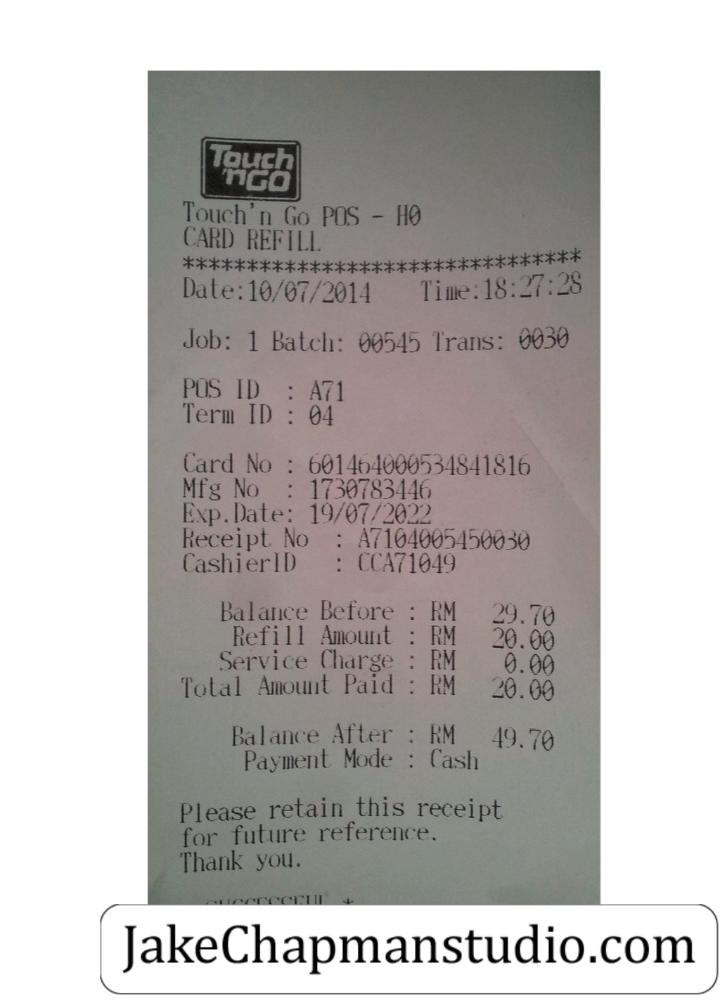 Touch
'nGO
Touch'n Go POS - H0
CARD REFILL
*******************************
Date:10/07/2014 Time:18:27:28
Job: 1 Batch: 00545 Trans: 0030
POS ID : A71
Term ID : 04
Card No : 601464000534841816
Mfg No : 1730783446
Exp.Date: 19/07/2022
Receipt No : A7104005450030
CashierID : CCA71049
Balance Before : RM 29.70
Refill Amount : RM 20.00
Service Charge : RM 0.00
Total Amount Paid : RM 20.00
Balance After : RM 49.70
Payment Mode : Cash
Please retain this receipt
for future reference.
Thank you.
SUCCESSFUL *
JakeChapmanstudio.com